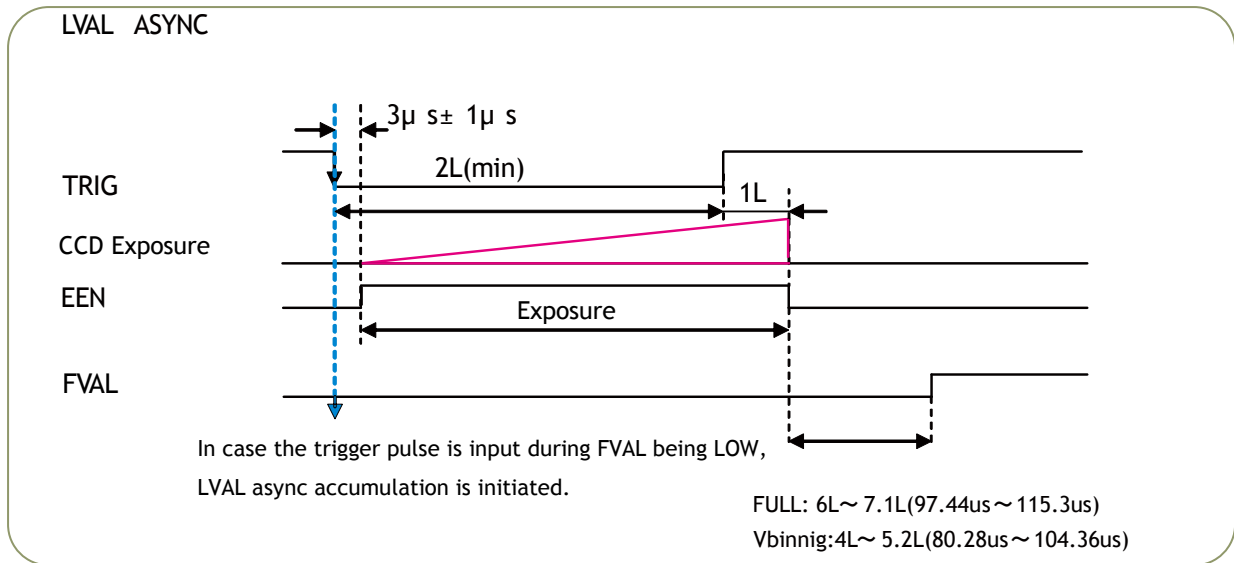 LVAL ASYNC
3μ s± 1μ s
2L(min)
TRIG
1L
CCD Exposure
EEN
Exposure
FVAL
In case the trigger pulse is input during FVAL being LOW,
LVAL async accumulation is initiated.
FULL: 6L～7.1L(97.44us～115.3us)
Vbinnig:4L～5.2L(80.28us～104.36us)